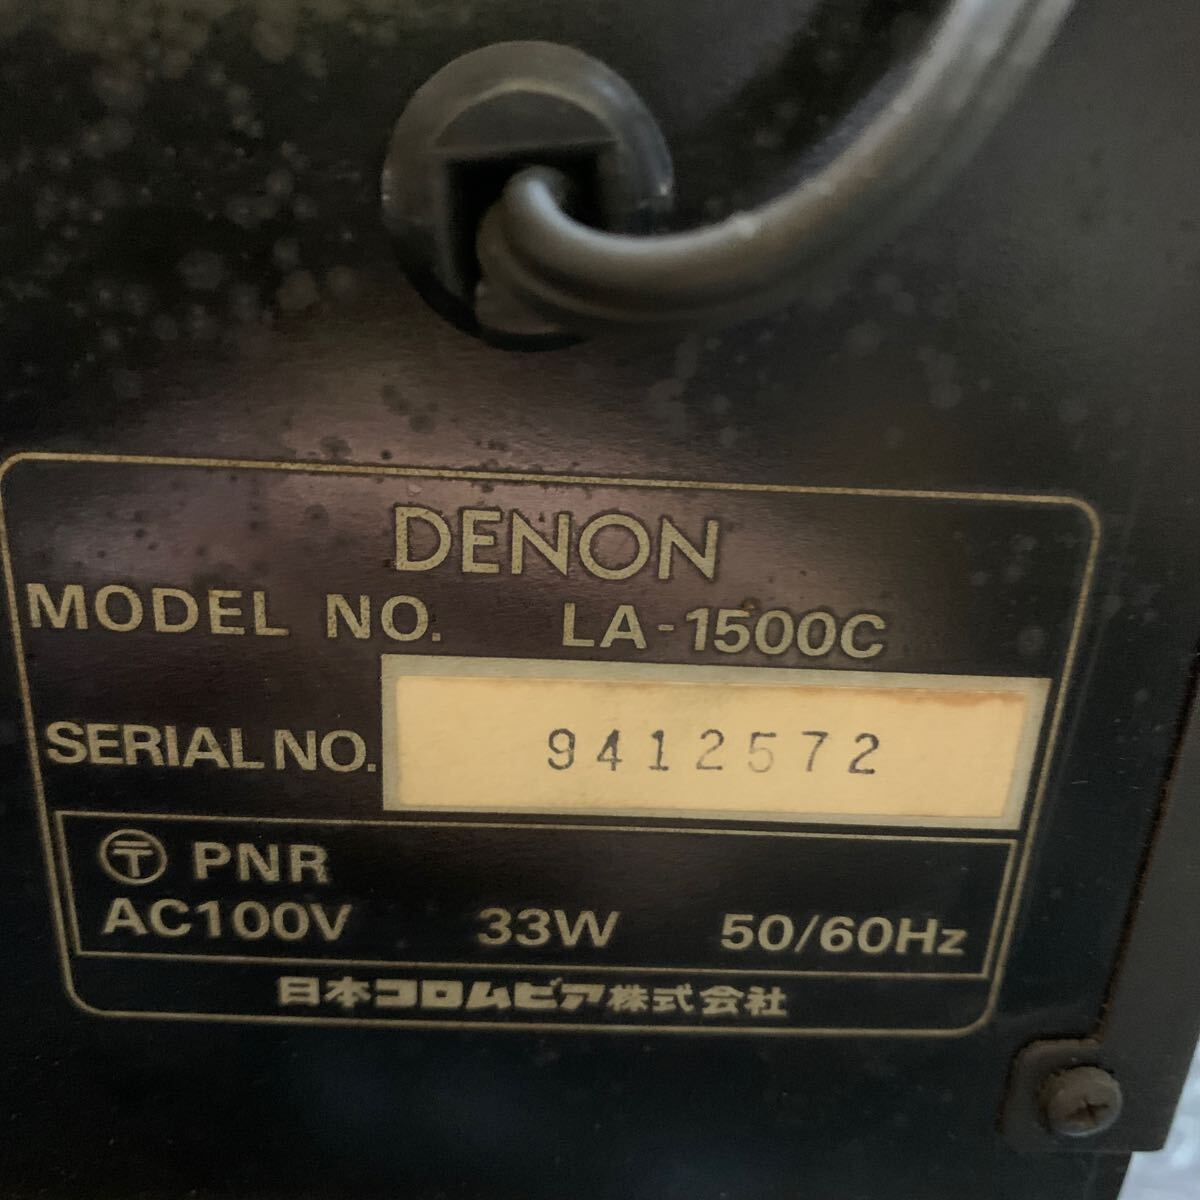 DENON
MODEL NO. LA-1500C
SERIAL NO. 9412572
〶 PNR
AC100V 33W 50/60Hz
日本コロムビア株式会社